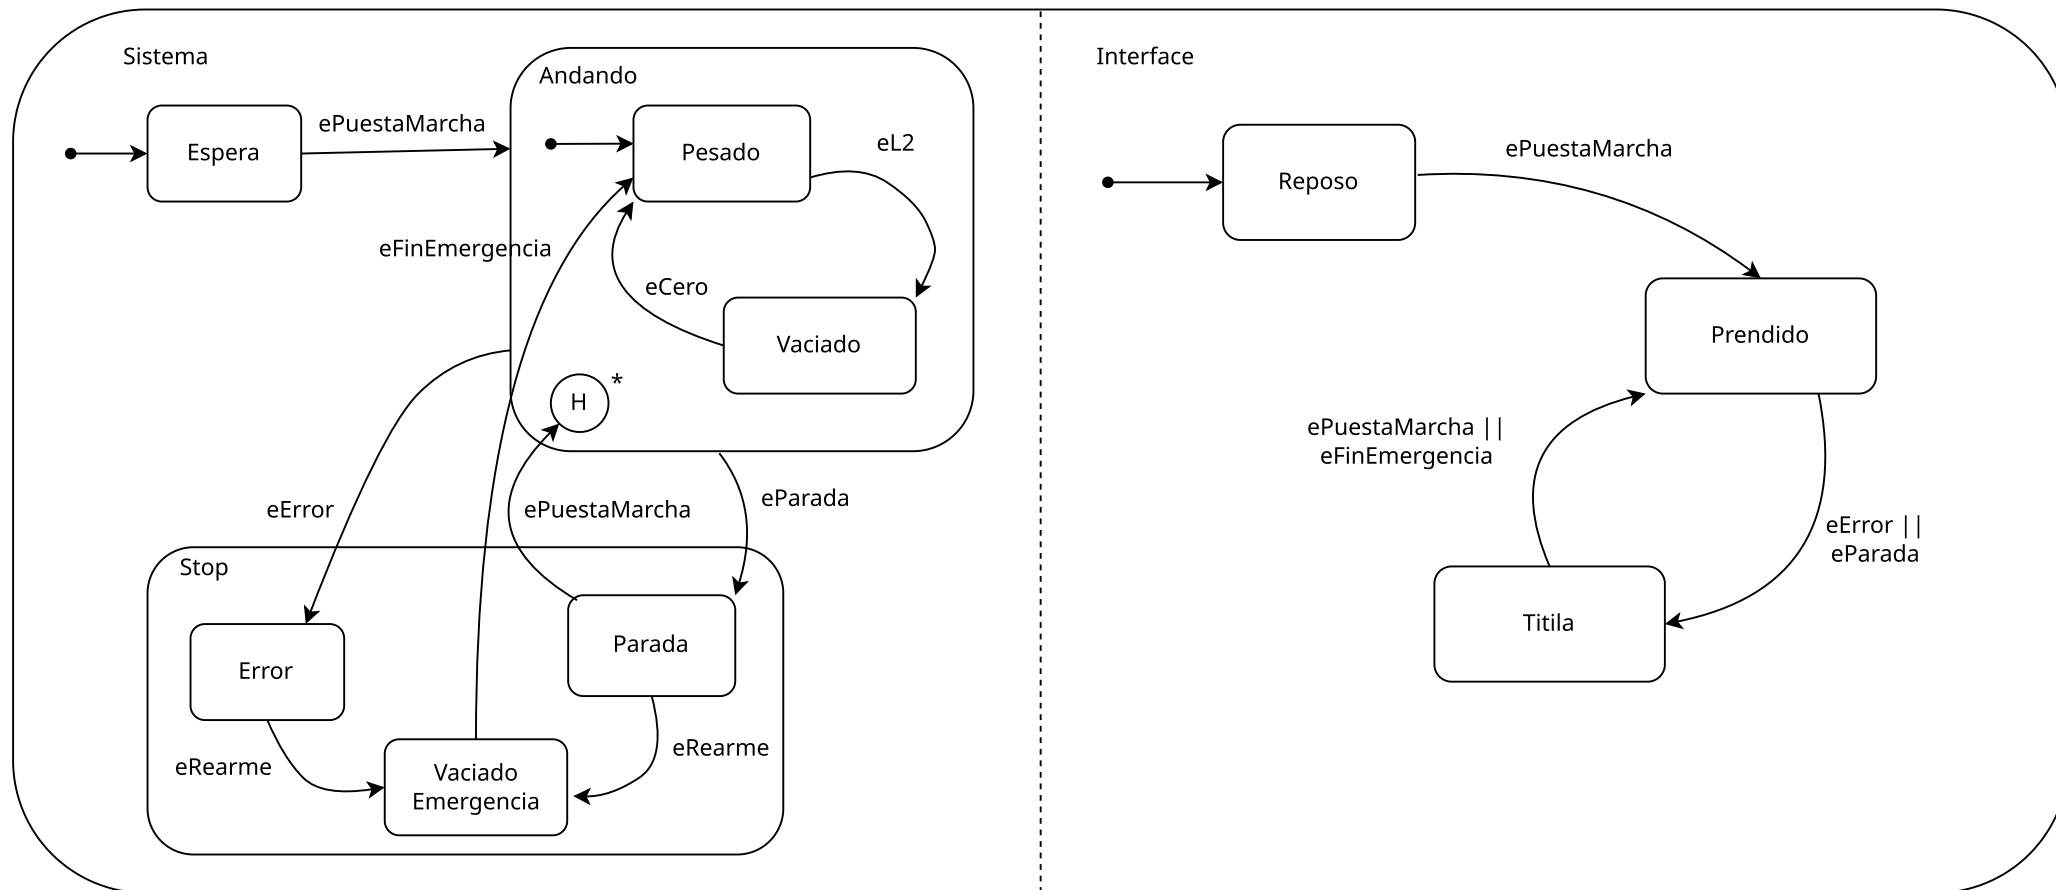 Sistema
Interface
Andando
ePuestaMarcha
Espera
Pesado
eL2
ePuestaMarcha
Reposo
eFinEmergencia
eCero
Vaciado
Prendido
H
*
ePuestaMarcha ||
eFinEmergencia
eError
ePuestaMarcha
eParada
eError ||
eParada
Stop
Error
Parada
Titila
eRearme
eRearme
Vaciado
Emergencia